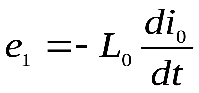 e₁ = - L₀ di₀/dt